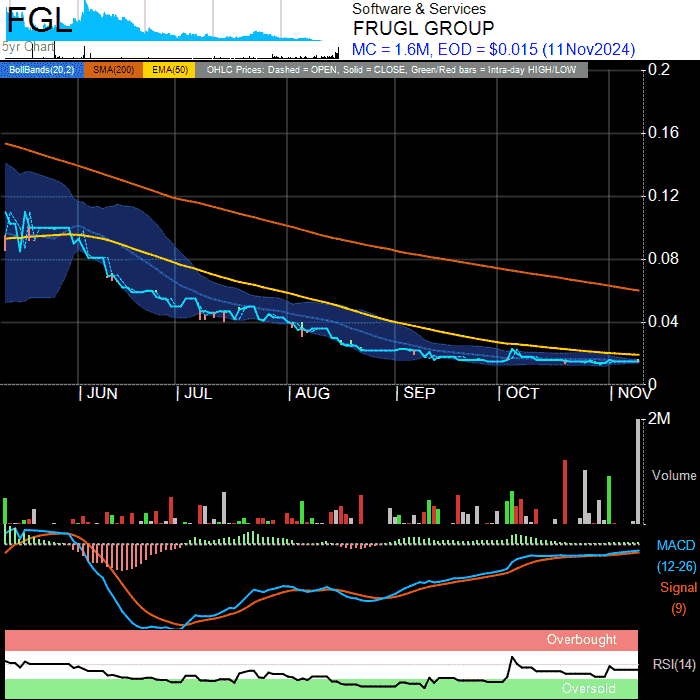 FGL
5yr Chart
Software & Services
FRUGL GROUP
MC = 1.6M, EOD = $0.015 (11Nov2024)
BollBands(20,2) SMA(200) EMA(50) OHLC Prices: Dashed = OPEN, Solid = CLOSE, Green/Red bars = Intra-day HIGH/LOW
0.2
0.16
0.12
0.08
0.04
0
JUN JUL AUG SEP OCT NOV
2M
Volume
MACD
(12-26)
Signal
(9)
Overbought
RSI(14)
Oversold